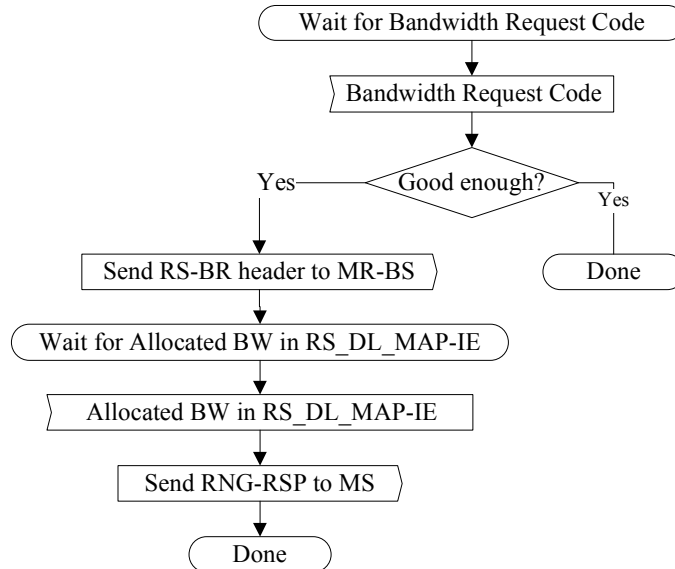 Wait for Bandwidth Request Code
Bandwidth Request Code
Good enough?
Yes
Yes
Send RS-BR header to MR-BS
Done
Wait for Allocated BW in RS_DL_MAP-IE
Allocated BW in RS_DL_MAP-IE
Send RNG-RSP to MS
Done